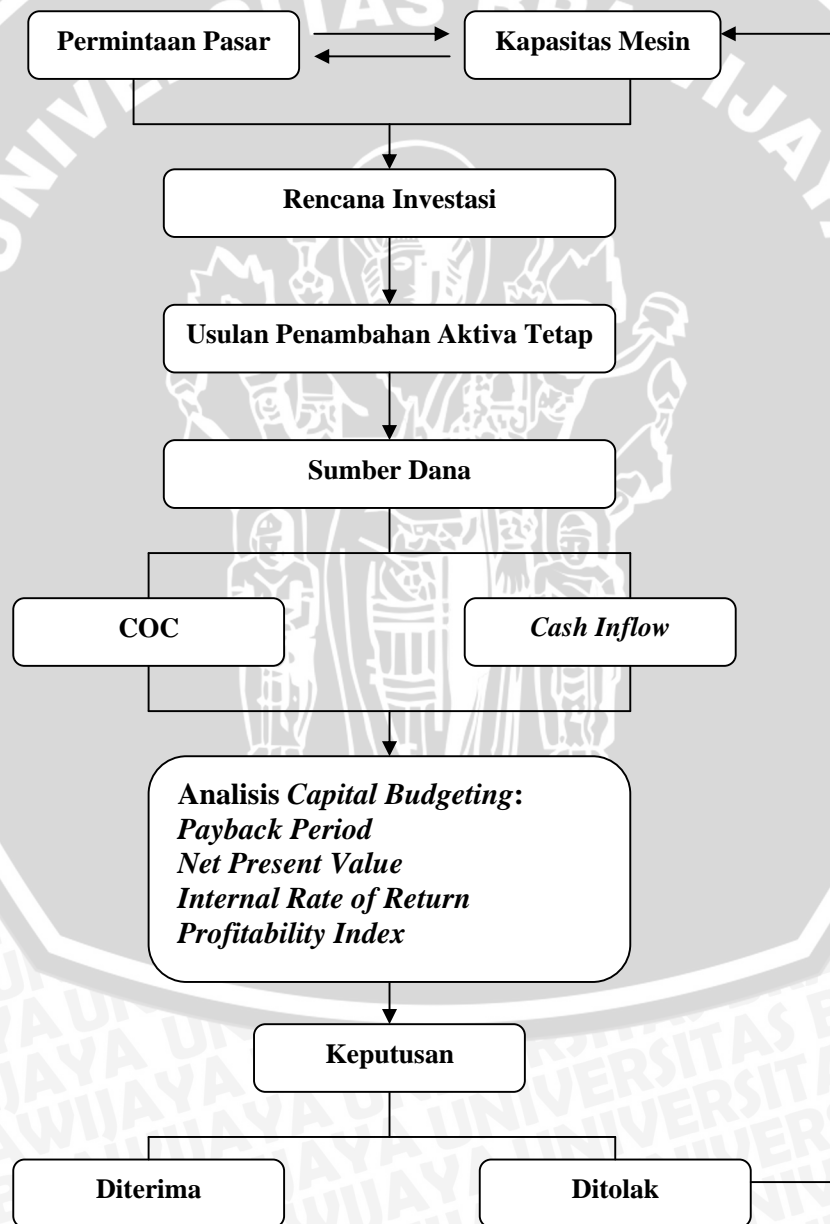 Permintaan Pasar
Kapasitas Mesin
Rencana Investasi
Usulan Penambahan Aktiva Tetap
Sumber Dana
COC
Cash Inflow
Analisis Capital Budgeting:
Payback Period
Net Present Value
Internal Rate of Return
Profitability Index
Keputusan
Diterima
Ditolak